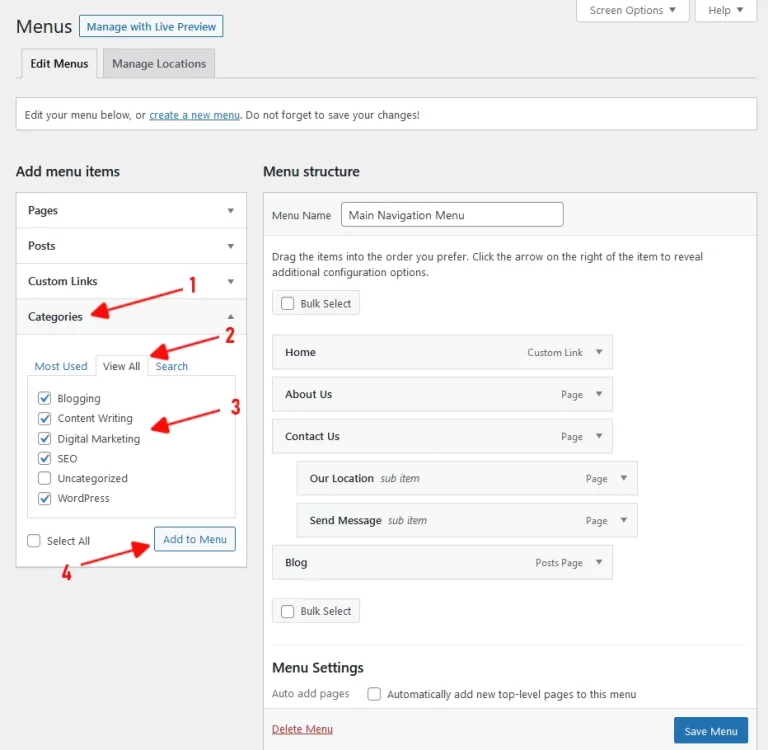 Screen Options ▼ Help ▼
Menus Manage with Live Preview
Edit Menus Manage Locations
Edit your menu below, or create a new menu. Do not forget to save your changes!
Add menu items
Pages
Posts
Custom Links
1
Categories
2
Most Used View All Search
Blogging
Content Writing
3
Digital Marketing
SEO
Uncategorized
WordPress
Select All Add to Menu
4
Menu structure
Menu Name Main Navigation Menu
Drag the items into the order you prefer. Click the arrow on the right of the item to reveal
additional configuration options.
Bulk Select
Home Custom Link
About Us Page
Contact Us Page
Our Location sub item Page
Send Message sub item Page
Blog Posts Page
Bulk Select
Menu Settings
Auto add pages Automatically add new top-level pages to this menu
Delete Menu Save Menu